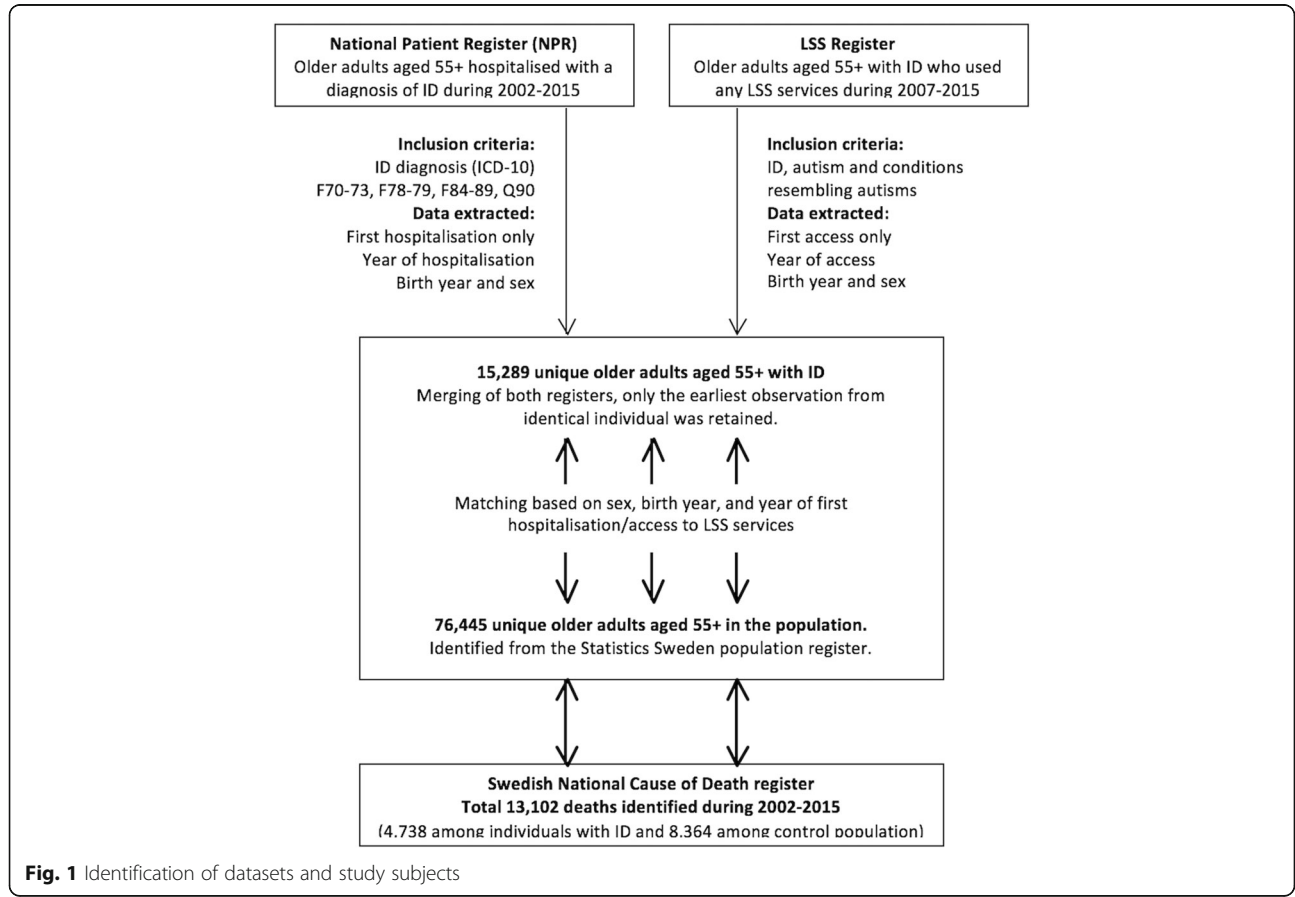 National Patient Register (NPR)
Older adults aged 55+ hospitalised with a
diagnosis of ID during 2002-2015
LSS Register
Older adults aged 55+ with ID who used
any LSS services during 2007-2015
Inclusion criteria:
ID diagnosis (ICD-10)
F70-73, F78-79, F84-89, Q90
Data extracted:
First hospitalisation only
Year of hospitalisation
Birth year and sex
Inclusion criteria:
ID, autism and conditions
resembling autisms
Data extracted:
First access only
Year of access
Birth year and sex
15,289 unique older adults aged 55+ with ID
Merging of both registers, only the earliest observation from
identical individual was retained.
Matching based on sex, birth year, and year of first
hospitalisation/access to LSS services
76,445 unique older adults aged 55+ in the population.
Identified from the Statistics Sweden population register.
Swedish National Cause of Death register
Total 13,102 deaths identified during 2002-2015
(4.738 among individuals with ID and 8.364 among control population)
Fig. 1 Identification of datasets and study subjects